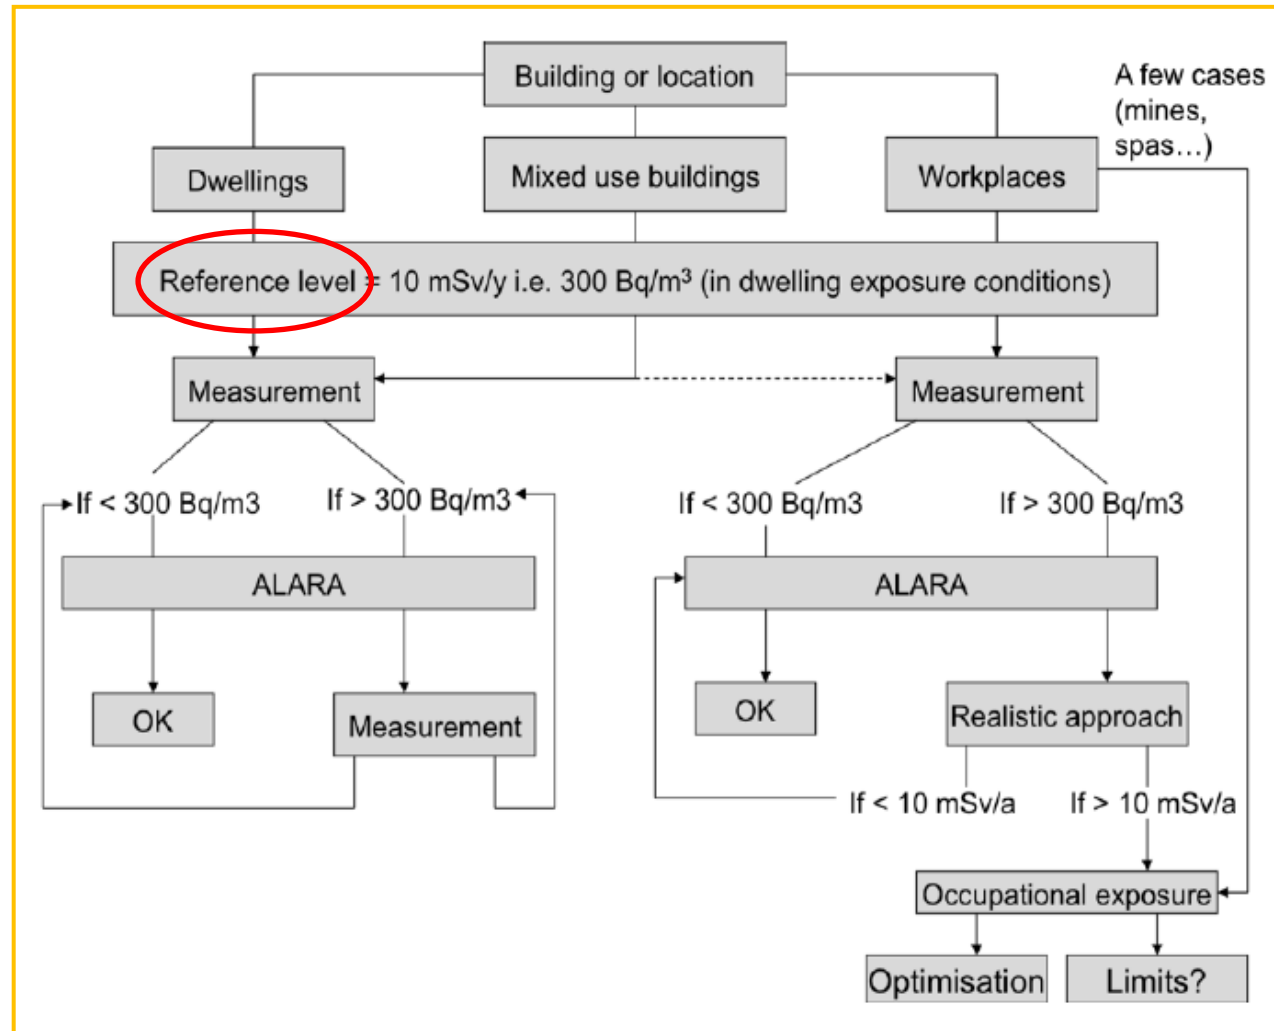 Building or location
A few cases
(mines,
spas...)
Dwellings
Mixed use buildings
Workplaces
Reference level = 10 mSv/y i.e. 300 Bq/m³ (in dwelling exposure conditions)
Measurement
Measurement
If < 300 Bq/m3
If > 300 Bq/m3
If < 300 Bq/m3
If > 300 Bq/m3
ALARA
ALARA
OK
Measurement
OK
Realistic approach
If < 10 mSv/a
If > 10 mSv/a
Occupational exposure
Optimisation
Limits?